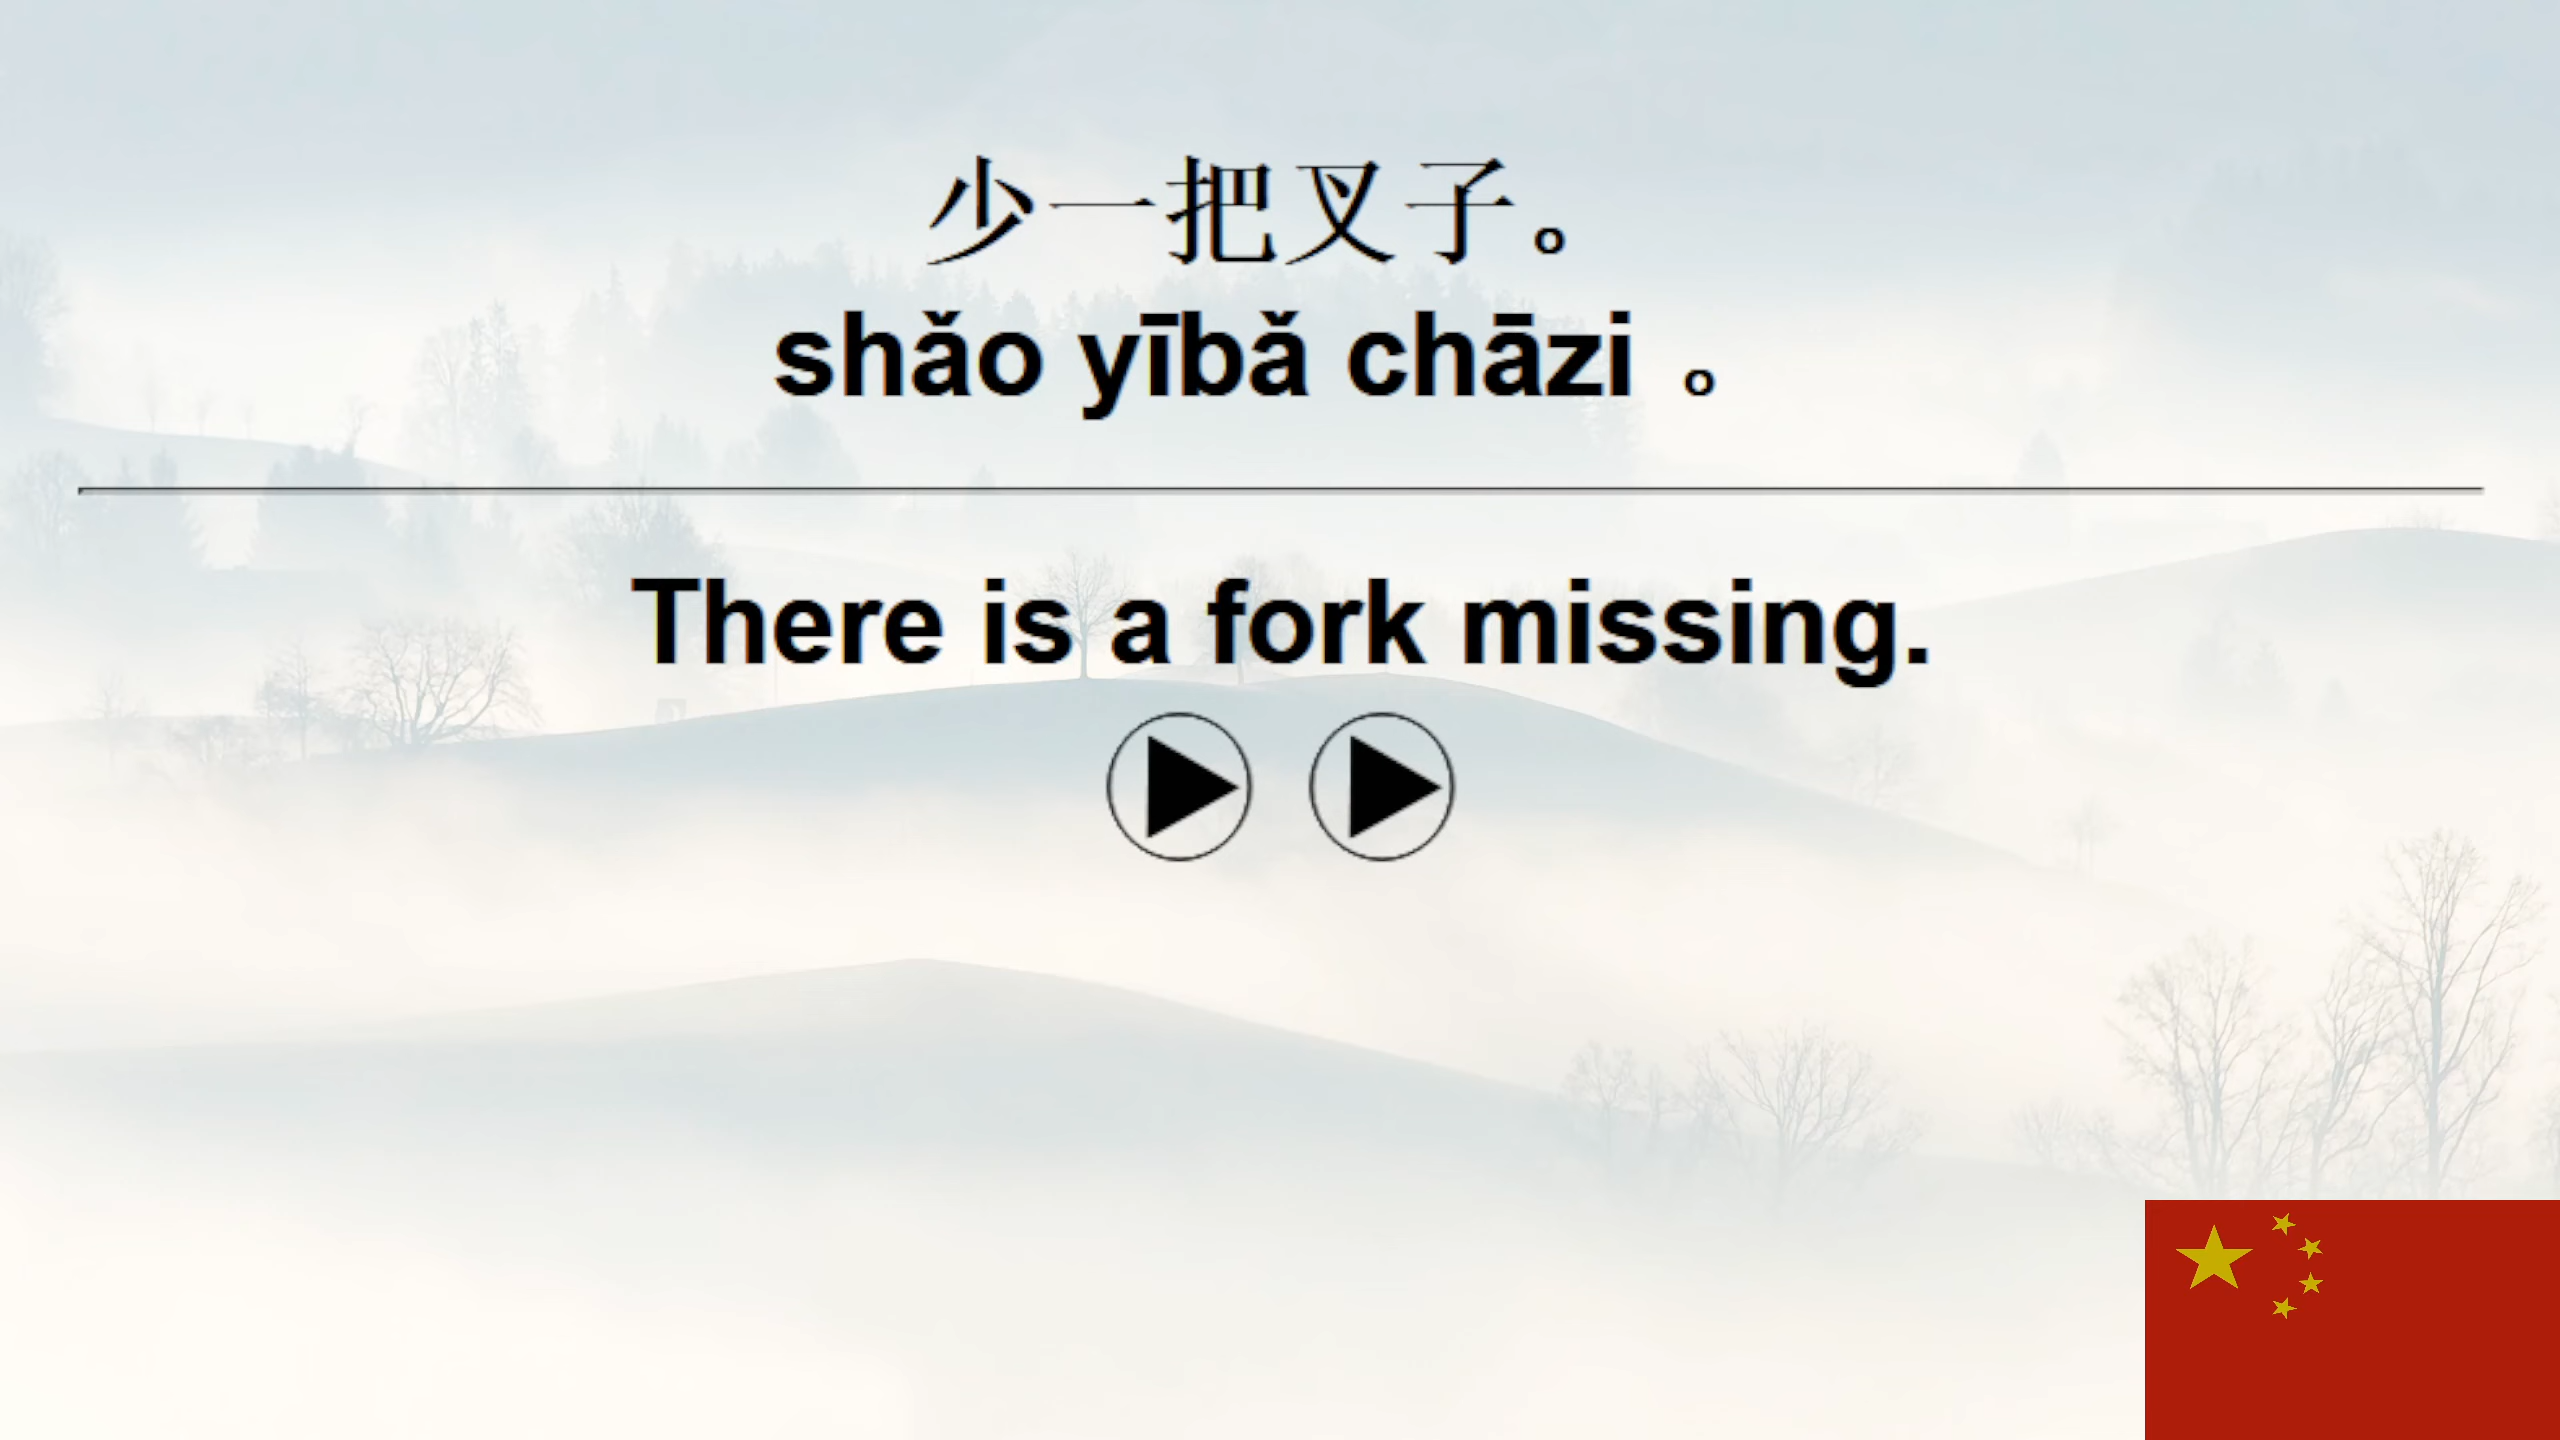 少一把叉子。
shǎo yībǎ chāzi 。
There is a fork missing.